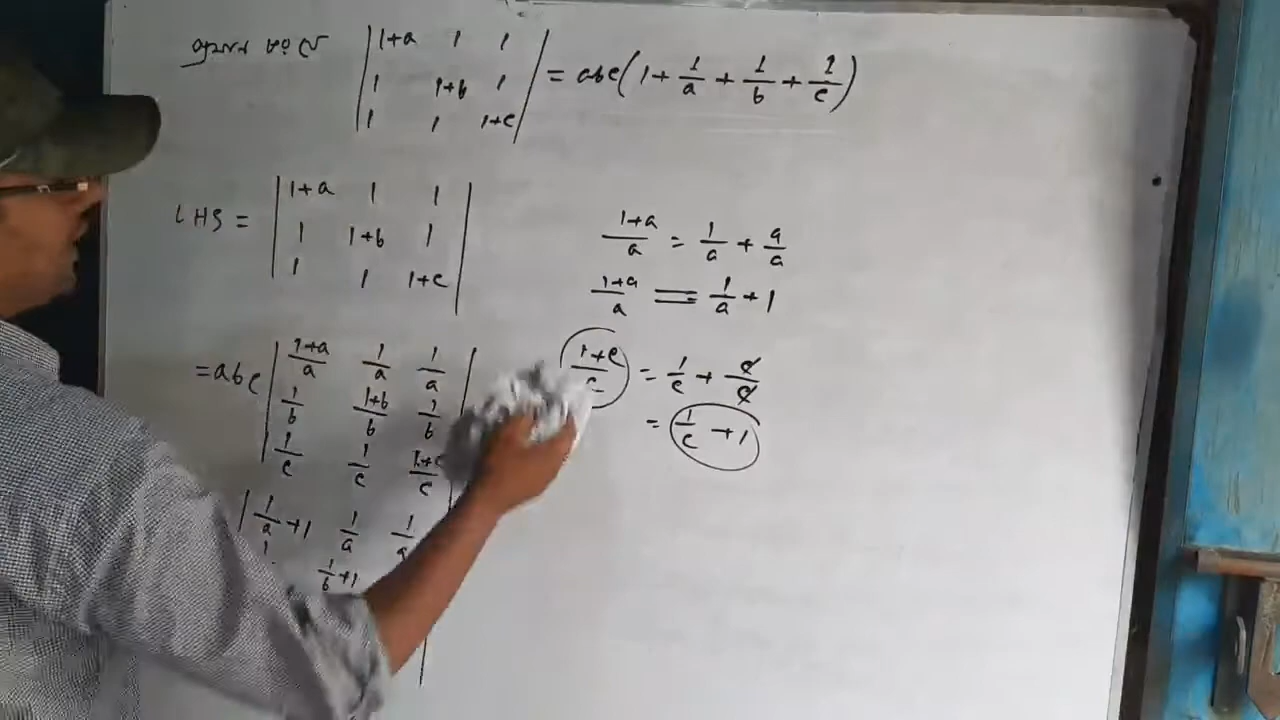 প্রমাণ করো | 1+a 1 1 | = abc(1 + 1/a + 1/b + 1/c)
| 1 1+b 1 |
| 1 1 1+c |
LHS = | 1+a 1 1 |
| 1 1+b 1 |
| 1 1 1+c |
= abc | 1+a/a 1/a 1/a |
| 1/b 1+b/b 1/b |
| 1/c 1/c 1+c/c |
| 1/a+1 1/a 1/a
1/b+1
1+a/a = 1/a + a/a
1+a/a = 1/a + 1
1+c/c = 1/c + c/c
= 1/c + 1